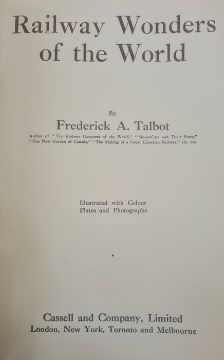 Railway Wonders
of the World
By
Frederick A. Talbot
Author of "The Railway Conquest of the World," "Motor-Cars and Their Story,"
"The New Garden of Canada," "The Making of a Great Canadian Railway," etc. etc.
Illustrated with Colour
Plates and Photographs
Cassell and Company, Limited
London, New York, Toronto and Melbourne